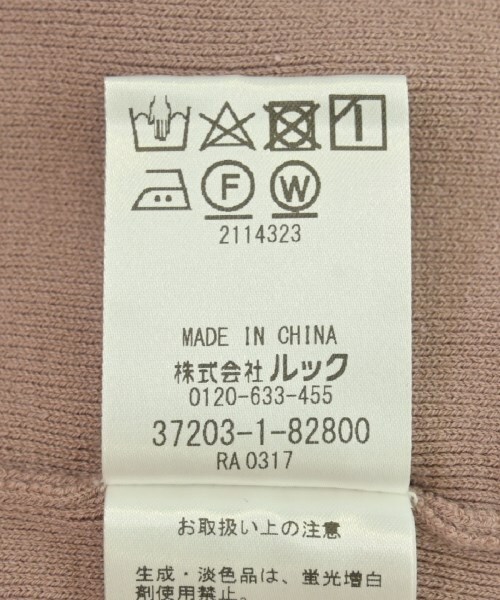 F W
2114323
MADE IN CHINA
株式会社 ルック
0120-633-455
37203-1-82800
RA 0317
お取扱い上の注意
生成・淡色品は、蛍光増白
剤使用禁止。